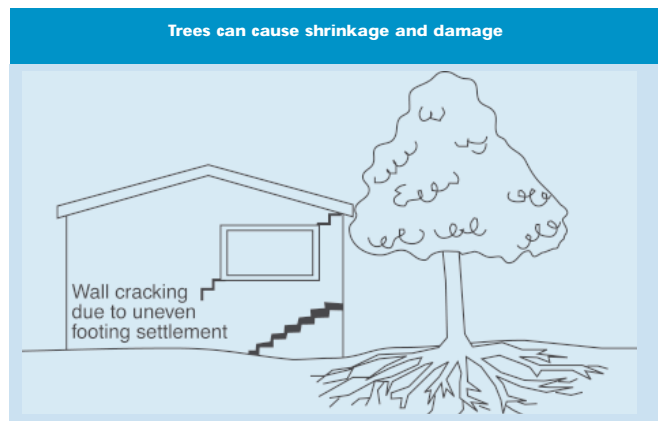 Trees can cause shrinkage and damage
Wall cracking
due to uneven
footing settlement